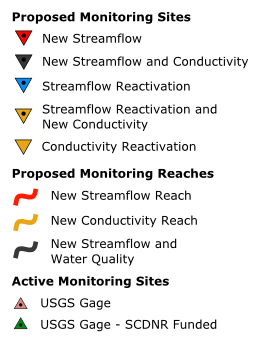 Proposed Monitoring Sites
New Streamflow
New Streamflow and Conductivity
Streamflow Reactivation
Streamflow Reactivation and
New Conductivity
Conductivity Reactivation
Proposed Monitoring Reaches
New Streamflow Reach
New Conductivity Reach
New Streamflow and
Water Quality
Active Monitoring Sites
USGS Gage
USGS Gage - SCDNR Funded